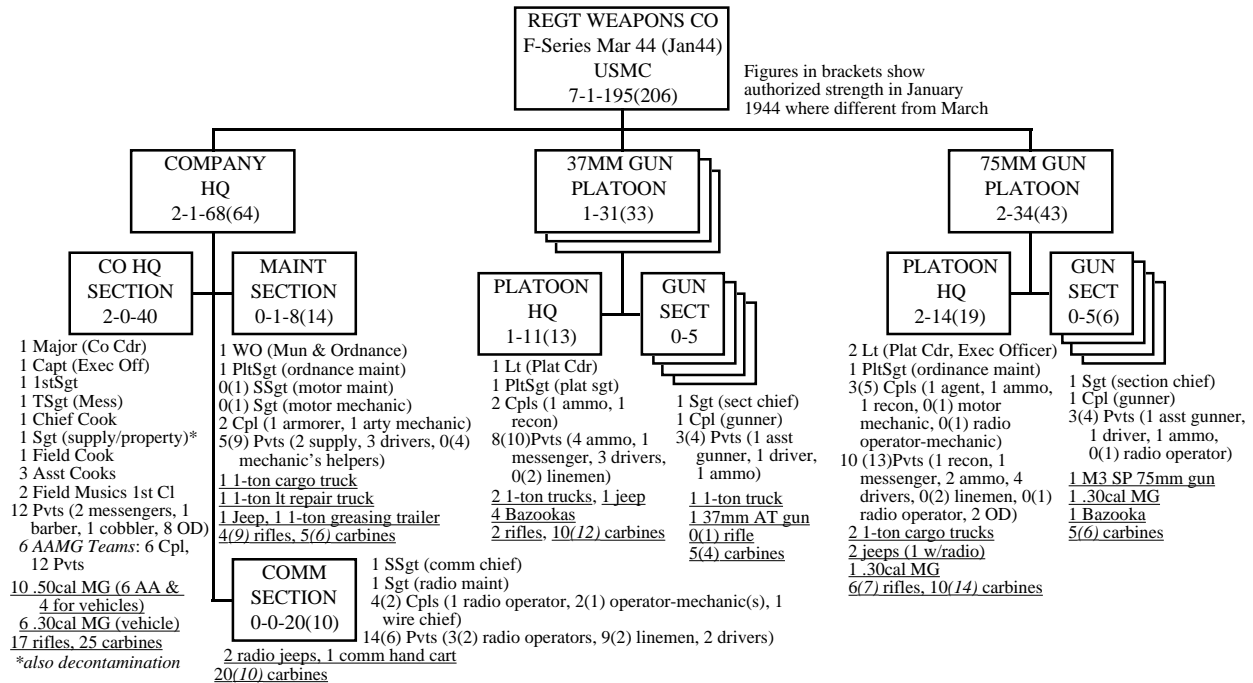 REGT WEAPONS CO
F-Series Mar 44 (Jan44)
USMC
7-1-195(206)
Figures in brackets show
authorized strength in January
1944 where different from March
COMPANY
HQ
2-1-68(64)
37MM GUN
PLATOON
1-31(33)
75MM GUN
PLATOON
2-34(43)
CO HQ
SECTION
2-0-40
1 Major (Co Cdr)
1 Capt (Exec Off)
1 1stSgt
1 TSgt (Mess)
1 Chief Cook
1 Sgt (supply/property)*
1 Field Cook
3 Asst Cooks
2 Field Musics 1st Cl
12 Pvts (2 messengers, 1
barber, 1 cobbler, 8 OD)
6 AAMG Teams: 6 Cpl,
12 Pvts
10 .50cal MG (6 AA &
4 for vehicles)
6 .30cal MG (vehicle)
17 rifles, 25 carbines
*also decontamination
MAINT
SECTION
0-1-8(14)
1 WO (Mun & Ordnance)
1 PltSgt (ordnance maint)
0(1) SSgt (motor maint)
0(1) Sgt (motor mechanic)
2 Cpl (1 armorer, 1 arty mechanic)
5(9) Pvts (2 supply, 3 drivers, 0(4)
mechanic's helpers)
1 1-ton cargo truck
1 1-ton lt repair truck
1 Jeep, 1 1-ton greasing trailer
4(9) rifles, 5(6) carbines
COMM
SECTION
0-0-20(10)
1 SSgt (comm chief)
1 Sgt (radio maint)
4(2) Cpls (1 radio operator, 2(1) operator-mechanic(s), 1
wire chief)
14(6) Pvts (3(2) radio operators, 9(2) linemen, 2 drivers)
2 radio jeeps, 1 comm hand cart
20(10) carbines
PLATOON
HQ
1-11(13)
1 Lt (Plat Cdr)
1 PltSgt (plat sgt)
2 Cpls (1 ammo, 1
recon)
8(10)Pvts (4 ammo, 1
messenger, 3 drivers,
0(2) linemen)
2 1-ton trucks, 1 jeep
4 Bazookas
2 rifles, 10(12) carbines
GUN
SECT
0-5
1 Sgt (sect chief)
1 Cpl (gunner)
3(4) Pvts (1 asst
gunner, 1 driver,
1 ammo)
1 1-ton truck
1 37mm AT gun
0(1) rifle
5(4) carbines
PLATOON
HQ
2-14(19)
2 Lt (Plat Cdr, Exec Officer)
1 PltSgt (ordinance maint)
3(5) Cpls (1 agent, 1 ammo,
1 recon, 0(1) motor
mechanic, 0(1) radio
operator-mechanic)
10 (13)Pvts (1 recon, 1
messenger, 2 ammo, 4
drivers, 0(2) linemen, 0(1)
radio operator, 2 OD)
2 1-ton cargo trucks
2 jeeps (1 w/radio)
1 .30cal MG
6(7) rifles, 10(14) carbines
GUN
SECT
0-5(6)
1 Sgt (section chief)
1 Cpl (gunner)
3(4) Pvts (1 asst gunner,
1 driver, 1 ammo,
0(1) radio operator)
1 M3 SP 75mm gun
1 .30cal MG
1 Bazooka
5(6) carbines